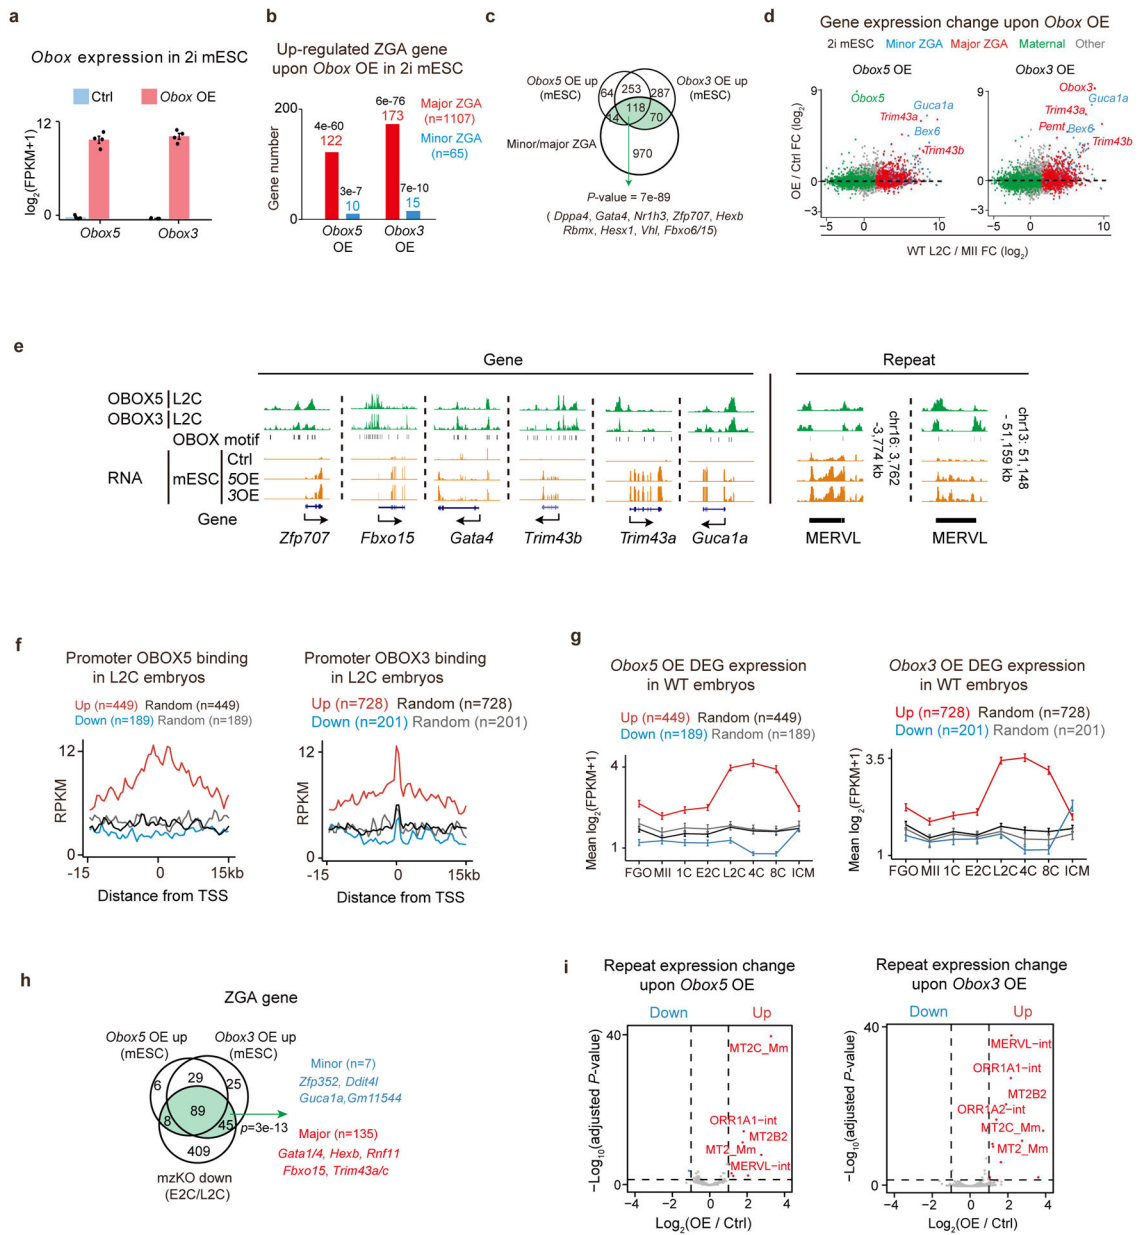 a
Obox expression in 2i mESC
Ctrl
Obox OE
log2(FPKM+1)
12
0
Obox5
Obox3
b
Up-regulated ZGA gene
upon Obox OE in 2i mESC
Gene number
200
0
4e-60
122
3e-7
10
6e-76
173
7e-10
15
Major ZGA
(n=1107)
Minor ZGA
(n=65)
Obox5
OE
Obox3
OE
c
Obox5 OE up
(mESC)
Obox3 OE up
(mESC)
64
253
287
118
14
70
Minor/major ZGA
970
P-value = 7e-89
( Dppa4, Gata4, Nr1h3, Zfp707, Hexb
Rbmx, Hesx1, Vhl, Fbxo6/15)
d
Gene expression change upon Obox OE
2i mESC Minor ZGA Major ZGA Maternal Other
Obox5 OE
Obox3 OE
OE / Ctrl FC (log2)
9
0
−3
−5
0
10
Obox5
Guca1a
Trim43a
Bex6
Trim43b
9
0
−3
−5
0
10
Obox3
Guca1a
Trim43a
Pemt
Bex6
Trim43b
WT L2C / MII FC (log2)
e
Gene
Repeat
OBOX5 L2C
OBOX3 L2C
OBOX motif
RNA
mESC
Ctrl
5OE
3OE
Gene
Zfp707
Fbxo15
Gata4
Trim43b
Trim43a
Guca1a
MERVL
MERVL
chr16: 3,762
-3,774 kb
chr13: 51,148
- 51,159 kb
f
Promoter OBOX5 binding
in L2C embryos
Up (n=449) Random (n=449)
Down (n=189) Random (n=189)
RPKM
12
0
-15
0
15kb
Distance from TSS
Promoter OBOX3 binding
in L2C embryos
Up (n=728) Random (n=728)
Down (n=201) Random (n=201)
RPKM
12
0
-15
0
15kb
Distance from TSS
g
Obox5 OE DEG expression
in WT embryos
Up (n=449) Random (n=449)
Down (n=189) Random (n=189)
Mean log2(FPKM+1)
4
1
FGO MII 1C E2C L2C 4C 8C ICM
Obox3 OE DEG expression
in WT embryos
Up (n=728) Random (n=728)
Down (n=201) Random (n=201)
Mean log2(FPKM+1)
3.5
1
FGO MII 1C E2C L2C 4C 8C ICM
h
ZGA gene
Obox5 OE up
(mESC)
Obox3 OE up
(mESC)
6
29
25
89
8
45
409
p=3e-13
mzKO down
(E2C/L2C)
Minor (n=7)
Zfp352, Ddit4l
Guca1a,Gm11544
Major (n=135)
Gata1/4, Hexb, Rnf11
Fbxo15, Trim43a/c
i
Repeat expression change
upon Obox5 OE
Down
Up
−Log10(adjusted P-value)
40
0
MT2C_Mm
ORR1A1−int
MT2B2
MT2_Mm
MERVL−int
−4 −2 0 2 4
Log2(OE / Ctrl)
Repeat expression change
upon Obox3 OE
Down
Up
−Log10(adjusted P-value)
40
0
MERVL−int
ORR1A1−int
MT2B2
ORR1A2−int
MT2C_Mm
MT2_Mm
−4 −2 0 2 4
Log2(OE / Ctrl)